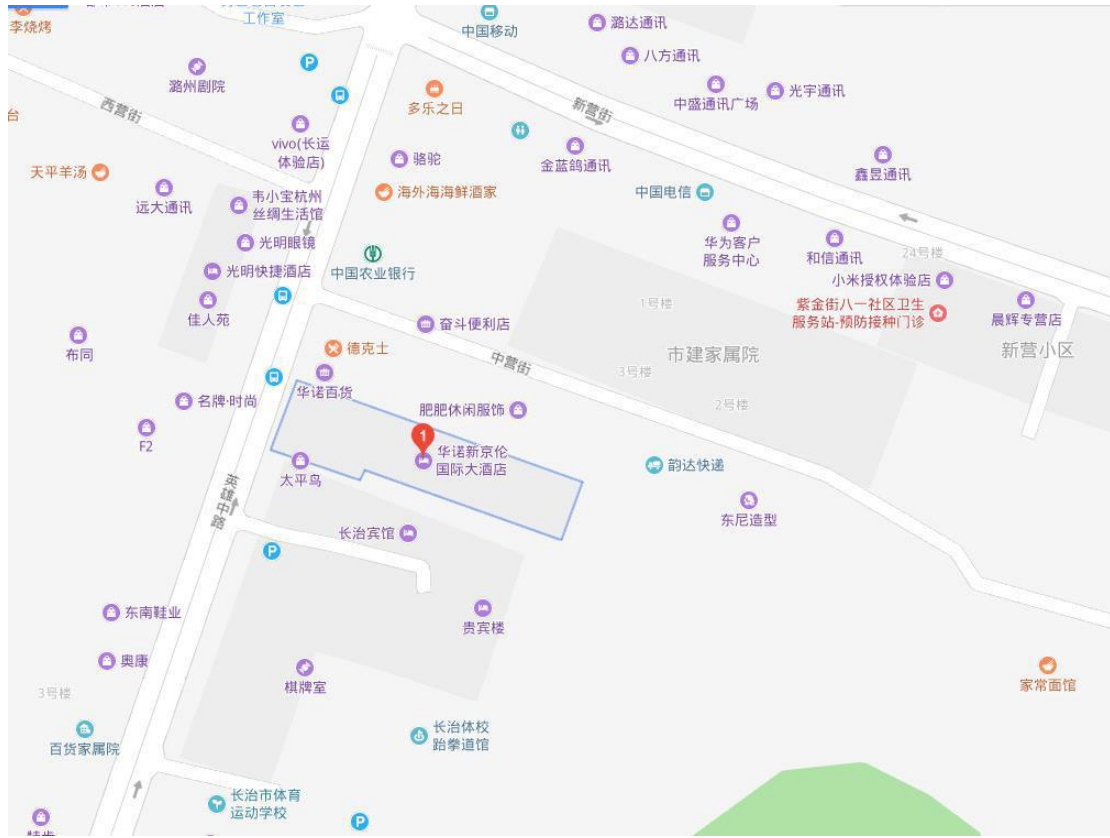 李烧烤
工作室
中国移动
潞达通讯
八方通讯
潞州剧院
P
多乐之日
中盛通讯广场
光宇通讯
西营街
新营街
台
vivo(长运
体验店)
骆驼
金蓝鸽通讯
鑫昱通讯
天平羊汤
远大通讯
韦小宝杭州
丝绸生活馆
海外海海鲜酒家
中国电信
光明眼镜
华为客户
服务中心
和信通讯
24号楼
光明快捷酒店
中国农业银行
小米授权体验店
佳人苑
奋斗便利店
1号楼
紫金街八一社区卫生
服务站-预防接种门诊
晨辉专营店
布同
德克士
中营街
市建家属院
新营小区
3号楼
华诺百货
名牌·时尚
肥肥休闲服饰
2号楼
F2
1
华诺新京伦
国际大酒店
太平鸟
韵达快递
英雄中路
东尼造型
长治宾馆
P
东南鞋业
贵宾楼
奥康
棋牌室
家常面馆
3号楼
百货家属院
长治体校
跆拳道馆
长治市体育
运动学校
P